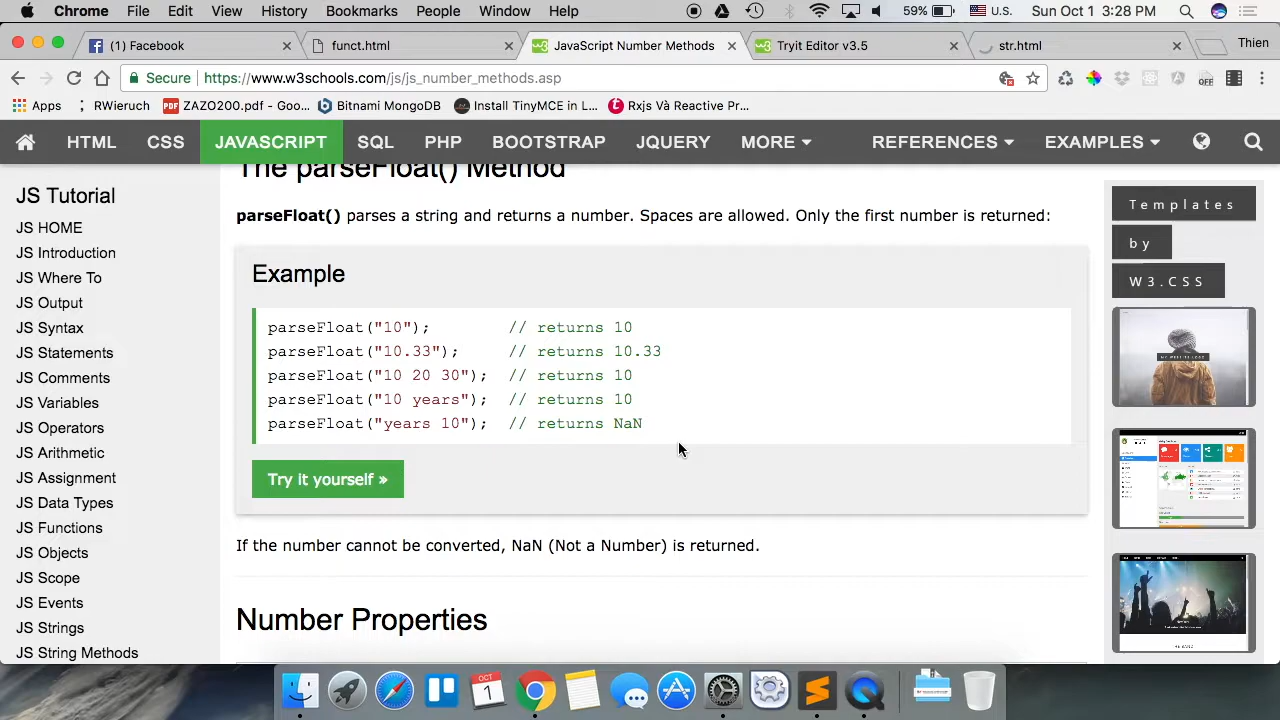 Chrome File Edit View History Bookmarks People Window Help 59% U.S. Sun Oct 1 3:28 PM
(1) Facebook funct.html JavaScript Number Methods Tryit Editor v3.5 str.html Thien
Secure https://www.w3schools.com/js/js_number_methods.asp
Apps RWieruch ZAZO200.pdf - Goo... Bitnami MongoDB Install TinyMCE in L... Rxjs Và Reactive Pr...
HTML CSS JAVASCRIPT SQL PHP BOOTSTRAP JQUERY MORE REFERENCES EXAMPLES
JS Tutorial
JS HOME
JS Introduction
JS Where To
JS Output
JS Syntax
JS Statements
JS Comments
JS Variables
JS Operators
JS Arithmetic
JS Assignment
JS Data Types
JS Functions
JS Objects
JS Scope
JS Events
JS Strings
JS String Methods
The parseFloat() Method
parseFloat() parses a string and returns a number. Spaces are allowed. Only the first number is returned:
Example
parseFloat("10"); // returns 10
parseFloat("10.33"); // returns 10.33
parseFloat("10 20 30"); // returns 10
parseFloat("10 years"); // returns 10
parseFloat("years 10"); // returns NaN
Try it yourself »
If the number cannot be converted, NaN (Not a Number) is returned.
Number Properties
Templates
by
W3.CSS
OCT
1